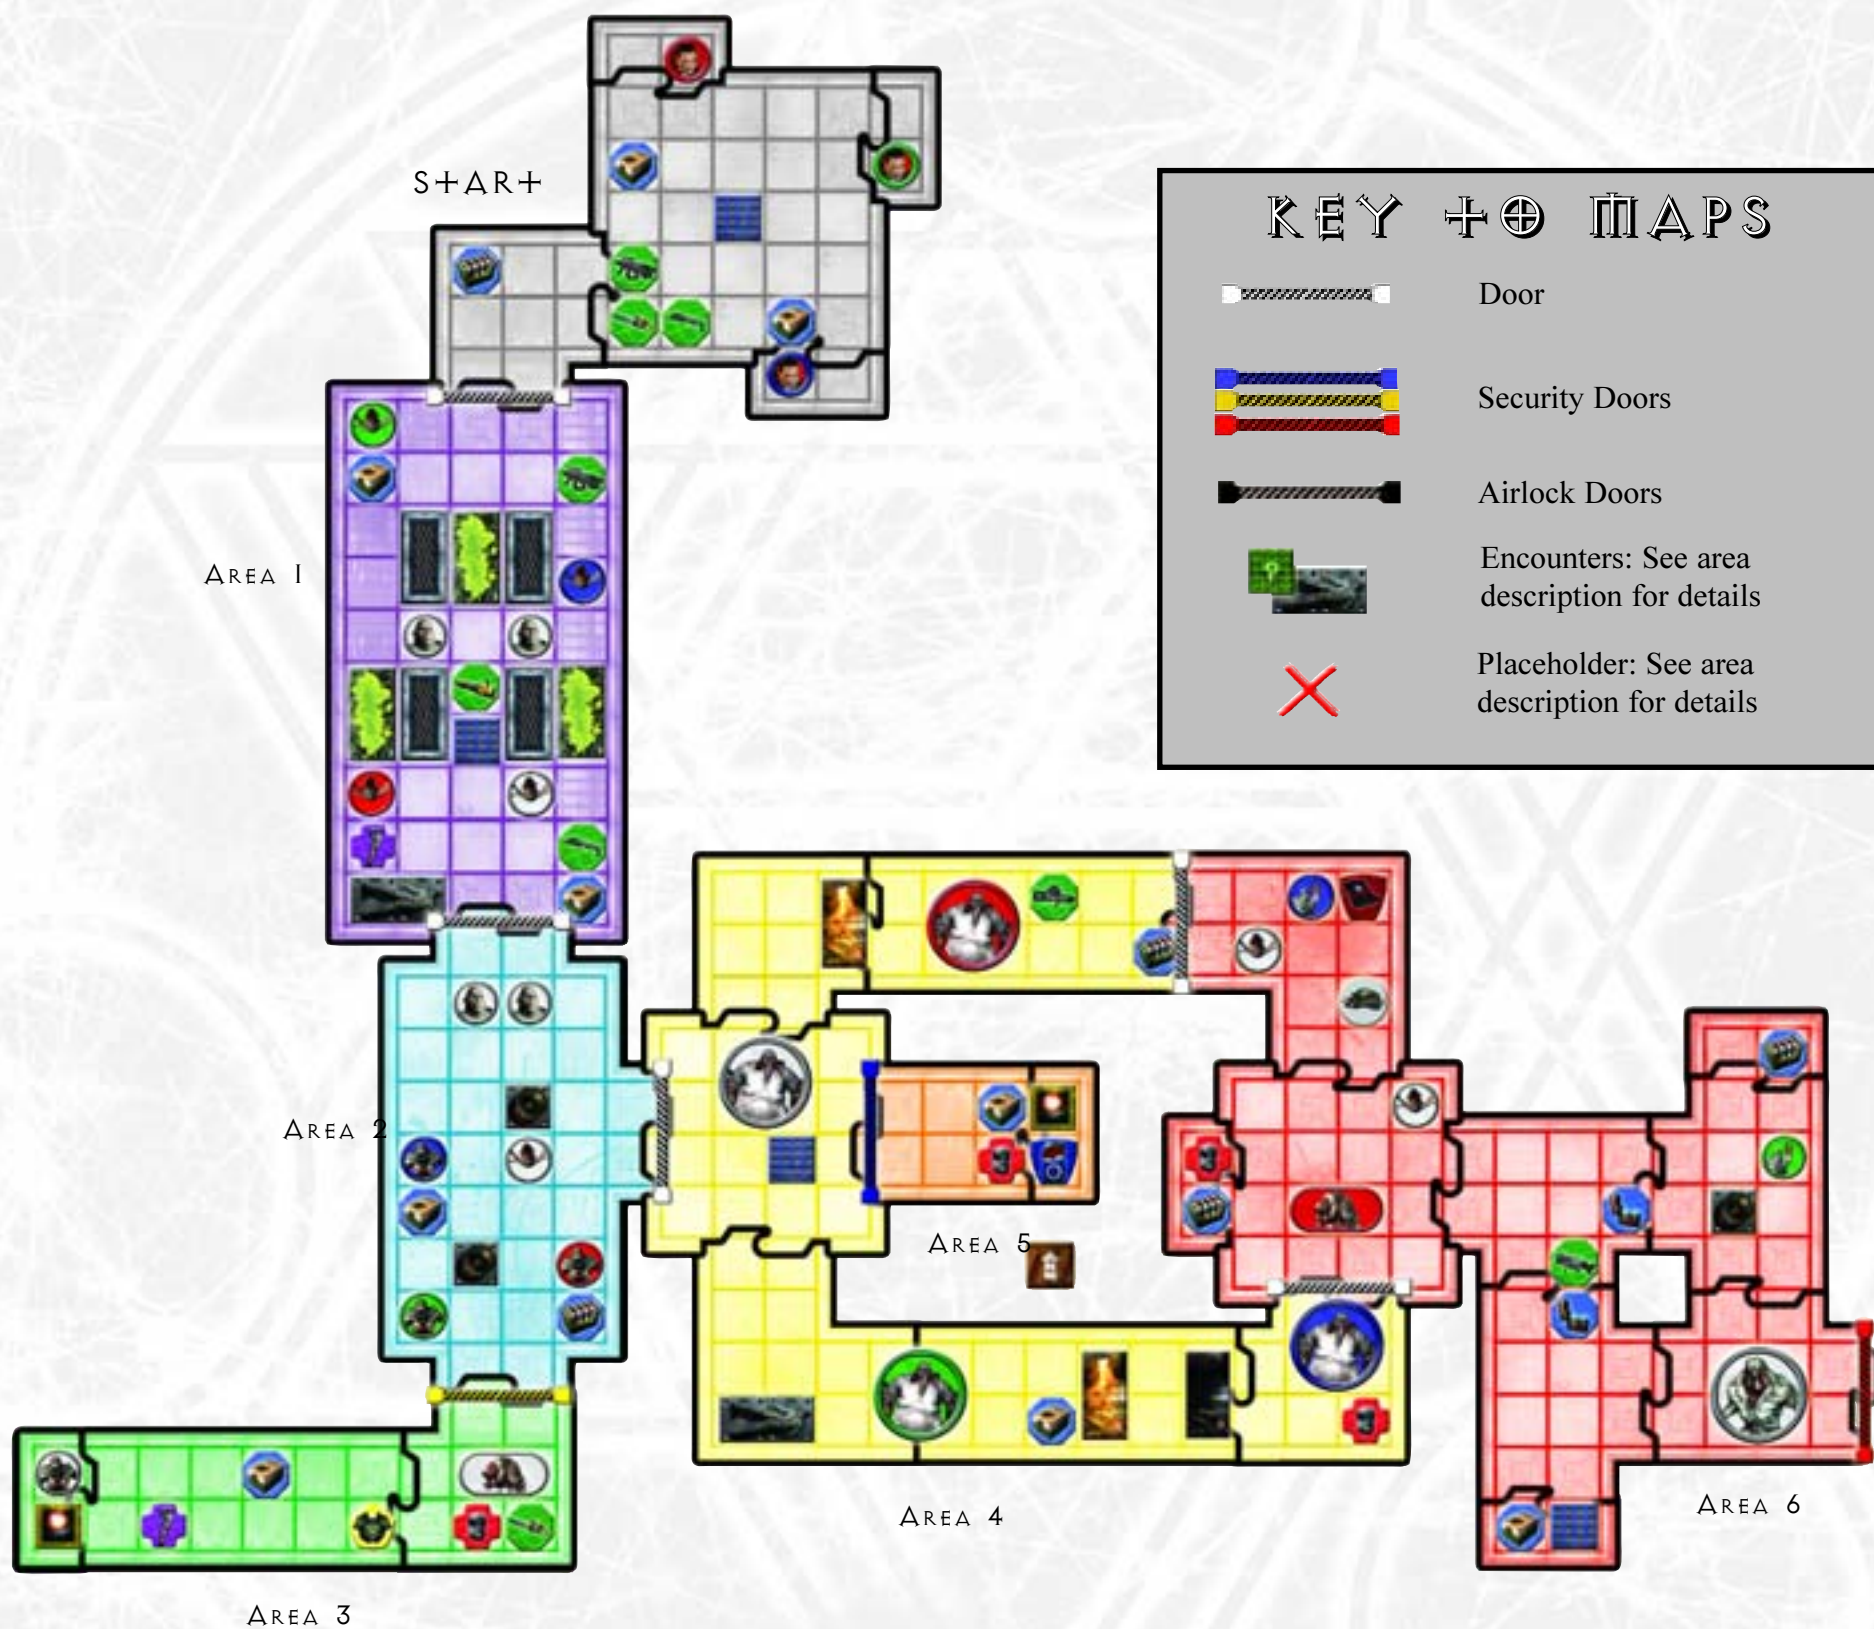 START
KEY TO MAPS
Door
Security Doors
Airlock Doors
Encounters: See area
description for details
Placeholder: See area
description for details
AREA 1
AREA 2
AREA 5
AREA 4
AREA 6
AREA 3